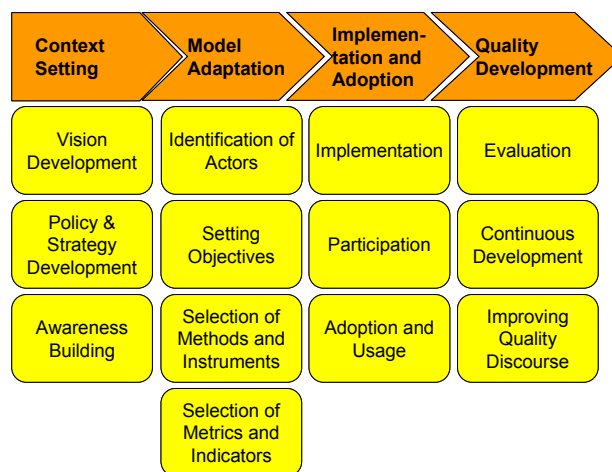 Context
Setting
Model
Adaptation
Implemen-
tation and
Adoption
Quality
Development
Vision
Development
Policy &
Strategy
Development
Awareness
Building
Identification of
Actors
Setting
Objectives
Selection of
Methods and
Instruments
Selection of
Metrics and
Indicators
Implementation
Participation
Adoption and
Usage
Evaluation
Continuous
Development
Improving
Quality
Discourse